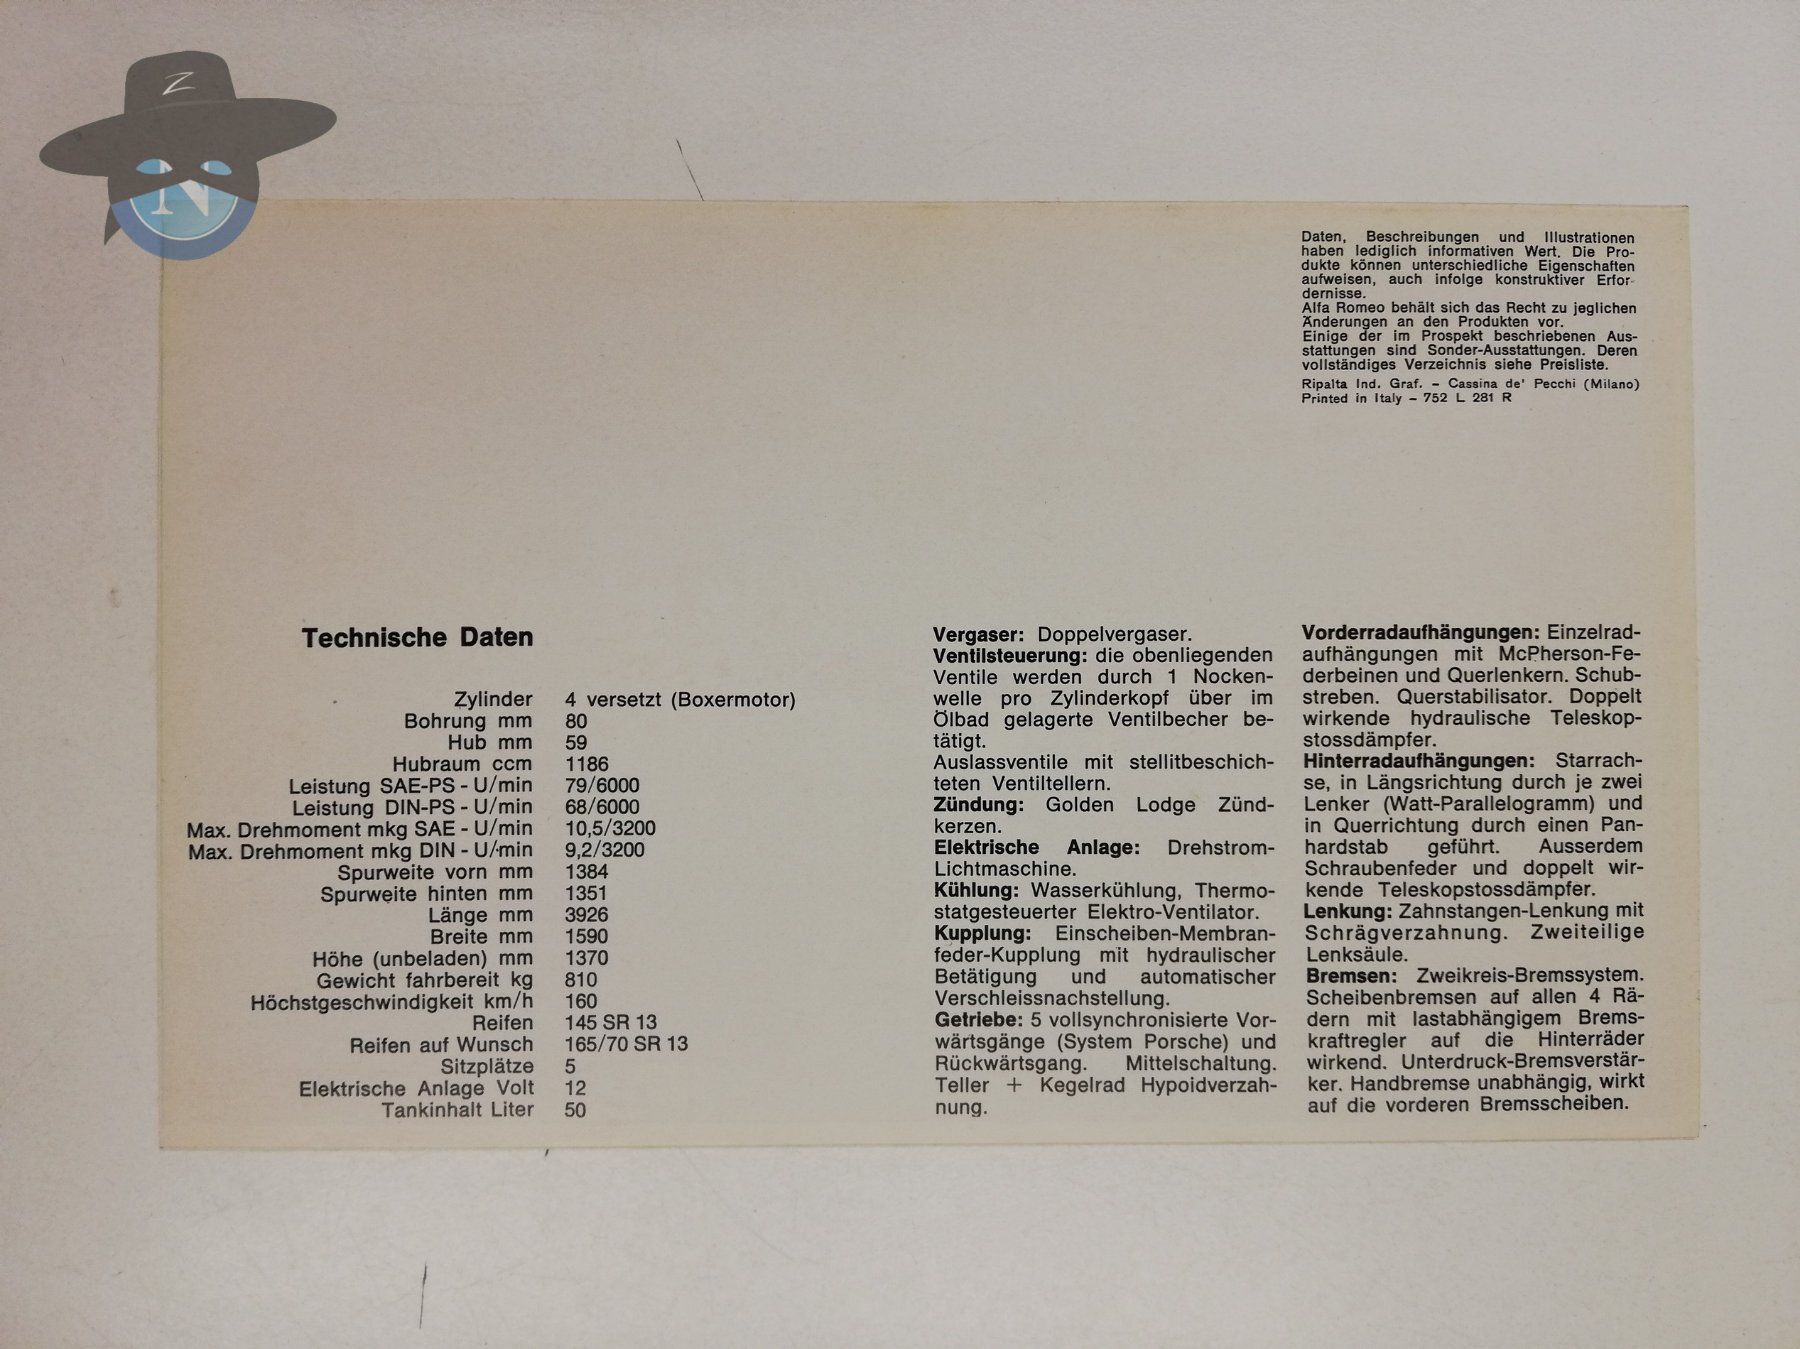 Z
N
Daten, Beschreibungen und Illustrationen
haben lediglich informativen Wert. Die Pro-
dukte können unterschiedliche Eigenschaften
aufweisen, auch infolge konstruktiver Erfor-
dernisse.
Alfa Romeo behält sich das Recht zu jeglichen
Änderungen an den Produkten vor.
Einige der im Prospekt beschriebenen Aus-
stattungen sind Sonder-Ausstattungen. Deren
vollständiges Verzeichnis siehe Preisliste.
Ripalta Ind. Graf. – Cassina de' Pecchi (Milano)
Printed in Italy – 752 L 281 R
Technische Daten
Zylinder 4 versetzt (Boxermotor)
Bohrung mm 80
Hub mm 59
Hubraum ccm 1186
Leistung SAE-PS - U/min 79/6000
Leistung DIN-PS - U/min 68/6000
Max. Drehmoment mkg SAE - U/min 10,5/3200
Max. Drehmoment mkg DIN - U/min 9,2/3200
Spurweite vorn mm 1384
Spurweite hinten mm 1351
Länge mm 3926
Breite mm 1590
Höhe (unbeladen) mm 1370
Gewicht fahrbereit kg 810
Höchstgeschwindigkeit km/h 160
Reifen 145 SR 13
Reifen auf Wunsch 165/70 SR 13
Sitzplätze 5
Elektrische Anlage Volt 12
Tankinhalt Liter 50
Vergaser: Doppelvergaser.
Ventilsteuerung: die obenliegenden
Ventile werden durch 1 Nocken-
welle pro Zylinderkopf über im
Ölbad gelagerte Ventilbecher be-
tätigt.
Auslassventile mit stellitbeschich-
teten Ventiltellern.
Zündung: Golden Lodge Zünd-
kerzen.
Elektrische Anlage: Drehstrom-
Lichtmaschine.
Kühlung: Wasserkühlung, Thermo-
statgesteuerter Elektro-Ventilator.
Kupplung: Einscheiben-Membran-
feder-Kupplung mit hydraulischer
Betätigung und automatischer
Verschleissnachstellung.
Getriebe: 5 vollsynchronisierte Vor-
wärtsgänge (System Porsche) und
Rückwärtsgang. Mittelschaltung.
Teller + Kegelrad Hypoidverzah-
nung.
Vorderradaufhängungen: Einzelrad-
aufhängungen mit McPherson-Fe-
derbeinen und Querlenkern. Schub-
streben. Querstabilisator. Doppelt
wirkende hydraulische Teleskop-
stossdämpfer.
Hinterradaufhängungen: Starrach-
se, in Längsrichtung durch je zwei
Lenker (Watt-Parallelogramm) und
in Querrichtung durch einen Pan-
hardstab geführt. Ausserdem
Schraubenfeder und doppelt wir-
kende Teleskopstossdämpfer.
Lenkung: Zahnstangen-Lenkung mit
Schrägverzahnung. Zweiteilige
Lenksäule.
Bremsen: Zweikreis-Bremssystem.
Scheibenbremsen auf allen 4 Rä-
dern mit lastabhängigem Brems-
kraftregler auf die Hinterräder
wirkend. Unterdruck-Bremsverstär-
ker. Handbremse unabhängig, wirkt
auf die vorderen Bremsscheiben.